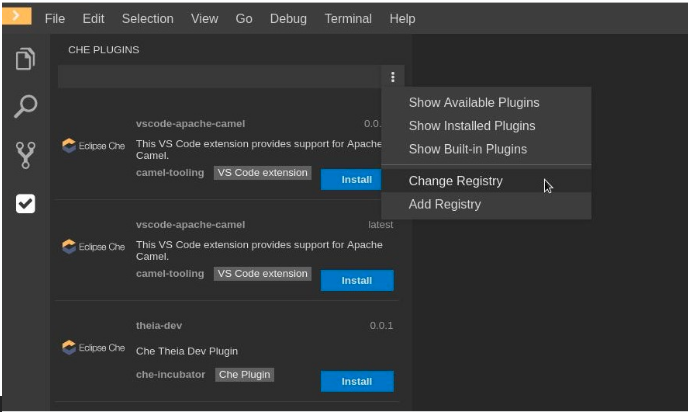 File Edit Selection View Go Debug Terminal Help
CHE PLUGINS
Show Available Plugins
Show Installed Plugins
Show Built-in Plugins
Change Registry
Add Registry
vscode-apache-camel 0.0.
Eclipse Che
This VS Code extension provides support for Apache
Camel.
camel-tooling VS Code extension
Install
vscode-apache-camel latest
Eclipse Che
This VS Code extension provides support for Apache
Camel.
camel-tooling VS Code extension
Install
theia-dev 0.0.1
Eclipse Che
Che Theia Dev Plugin
che-incubator Che Plugin
Install